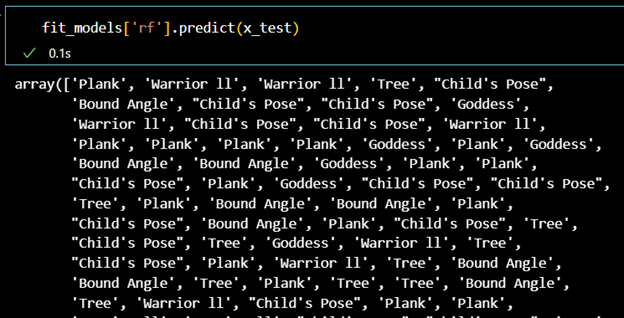 fit_models['rf'].predict(x_test)
0.1s
array(['Plank', 'Warrior ll', 'Warrior ll', 'Tree', "Child's Pose",
'Bound Angle', "Child's Pose", "Child's Pose", 'Goddess',
'Warrior ll', "Child's Pose", "Child's Pose", 'Warrior ll',
'Plank', 'Plank', 'Plank', 'Plank', 'Goddess', 'Plank', 'Goddess',
'Bound Angle', 'Bound Angle', 'Goddess', 'Plank', 'Plank',
"Child's Pose", 'Plank', 'Goddess', "Child's Pose", "Child's Pose",
'Tree', 'Plank', 'Bound Angle', 'Bound Angle', 'Plank',
"Child's Pose", 'Bound Angle', 'Plank', "Child's Pose", 'Tree',
"Child's Pose", 'Tree', 'Goddess', 'Warrior ll', 'Tree',
"Child's Pose", 'Plank', 'Warrior ll', 'Tree', 'Bound Angle',
'Bound Angle', 'Tree', 'Plank', 'Tree', 'Tree', 'Bound Angle',
'Tree', 'Warrior ll', "Child's Pose", 'Plank', 'Plank',